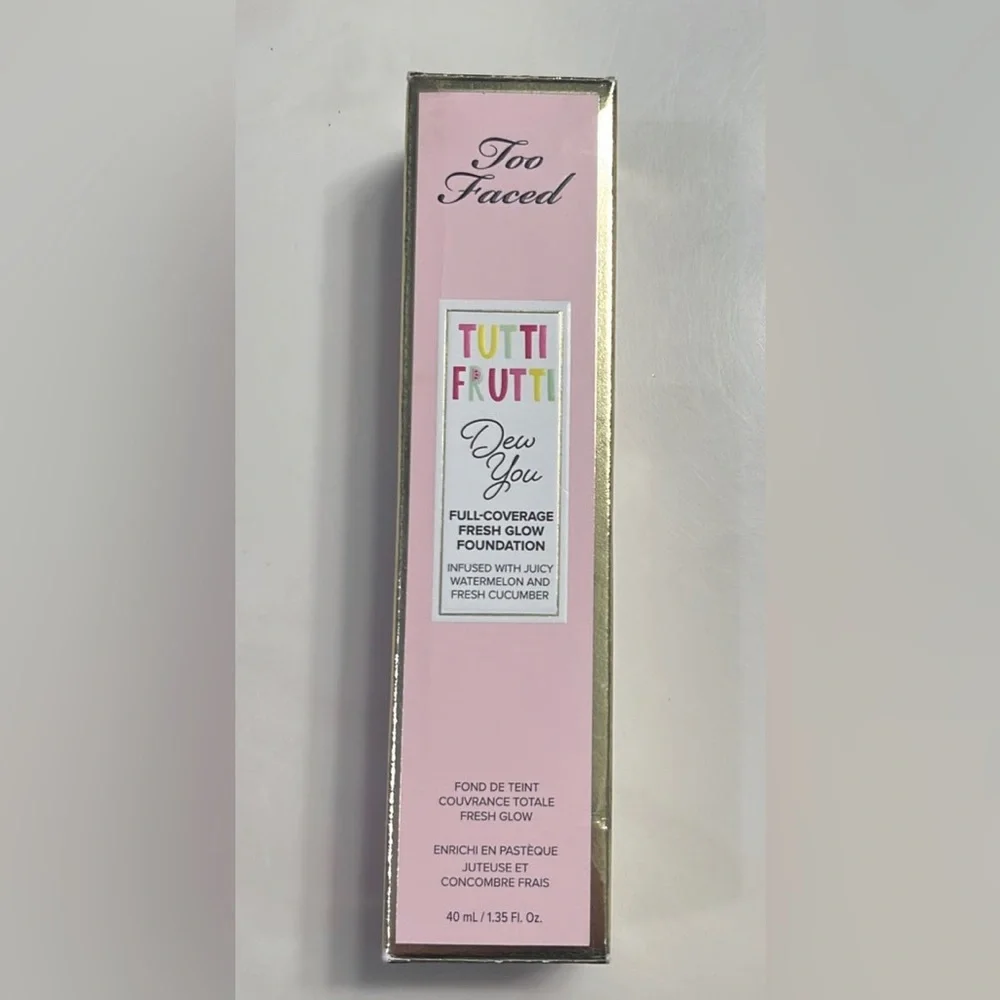 Too
Faced
TUTTI
FRUTTI
Dew
You
FULL-COVERAGE
FRESH GLOW
FOUNDATION
INFUSED WITH JUICY
WATERMELON AND
FRESH CUCUMBER
FOND DE TEINT
COUVRANCE TOTALE
FRESH GLOW
ENRICHI EN PASTÈQUE
JUTEUSE ET
CONCOMBRE FRAIS
40 mL / 1.35 Fl. Oz.